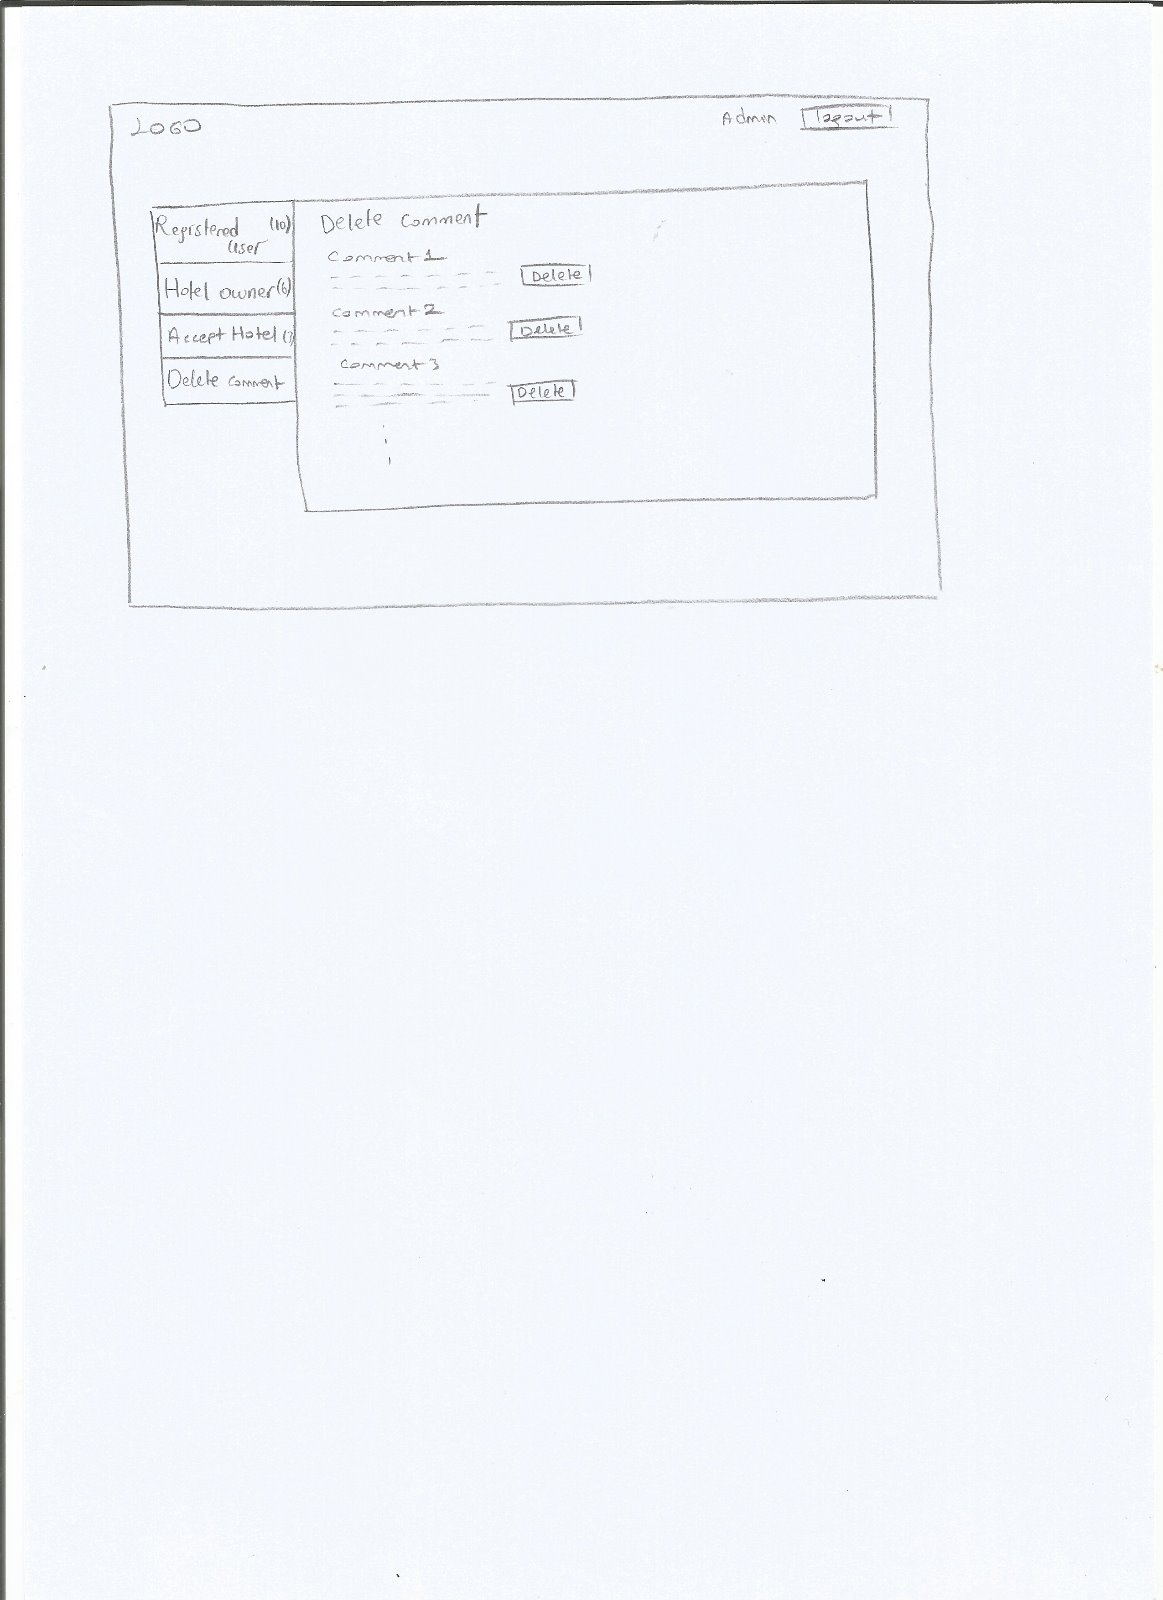 LOGO
Admin logout
Registered (10)
User
Hotel owner (6)
Accept Hotel
Delete comment
Delete Comment
Comment 1
Delete
Comment 2
Delete
Comment 3
Delete